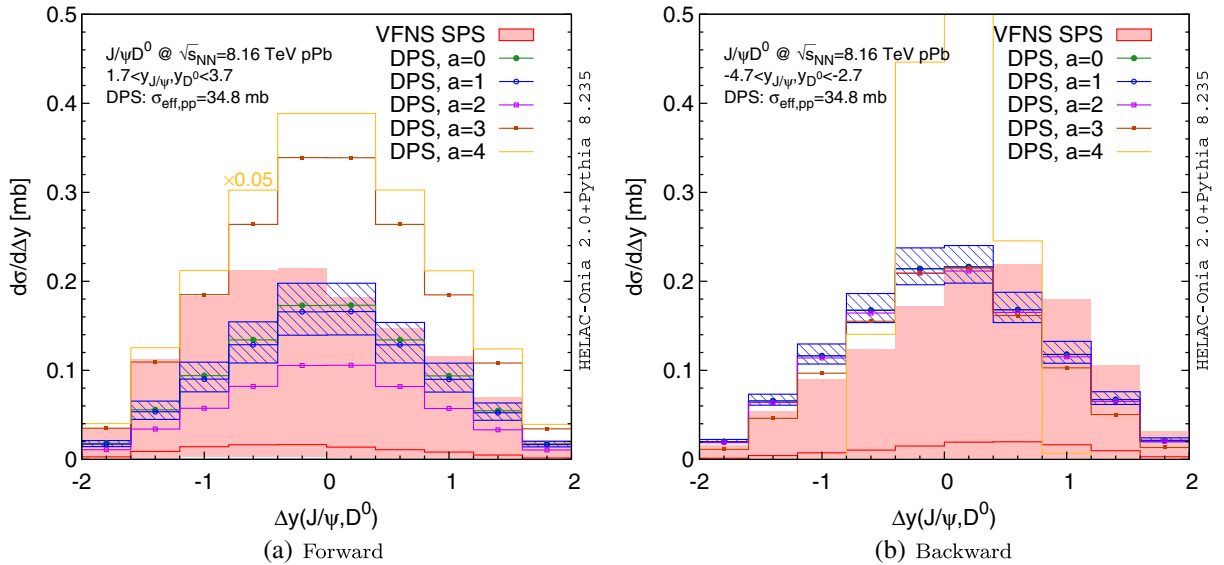 0.5
0.4
0.3
0.2
0.1
0
dσ/dΔy [mb]
J/ψD⁰ @ √s_NN=8.16 TeV pPb
1.7<y_J/ψ,y_D⁰<3.7
DPS: σ_eff,pp=34.8 mb
VFNS SPS
DPS, a=0
DPS, a=1
DPS, a=2
DPS, a=3
DPS, a=4
×0.05
HELAC-Onia 2.0+Pythia 8.235
-2
-1
0
1
2
Δy(J/ψ,D⁰)
(a) Forward
0.5
0.4
0.3
0.2
0.1
0
dσ/dΔy [mb]
J/ψD⁰ @ √s_NN=8.16 TeV pPb
-4.7<y_J/ψ,y_D⁰<-2.7
DPS: σ_eff,pp=34.8 mb
VFNS SPS
DPS, a=0
DPS, a=1
DPS, a=2
DPS, a=3
DPS, a=4
HELAC-Onia 2.0+Pythia 8.235
-2
-1
0
1
2
Δy(J/ψ,D⁰)
(b) Backward